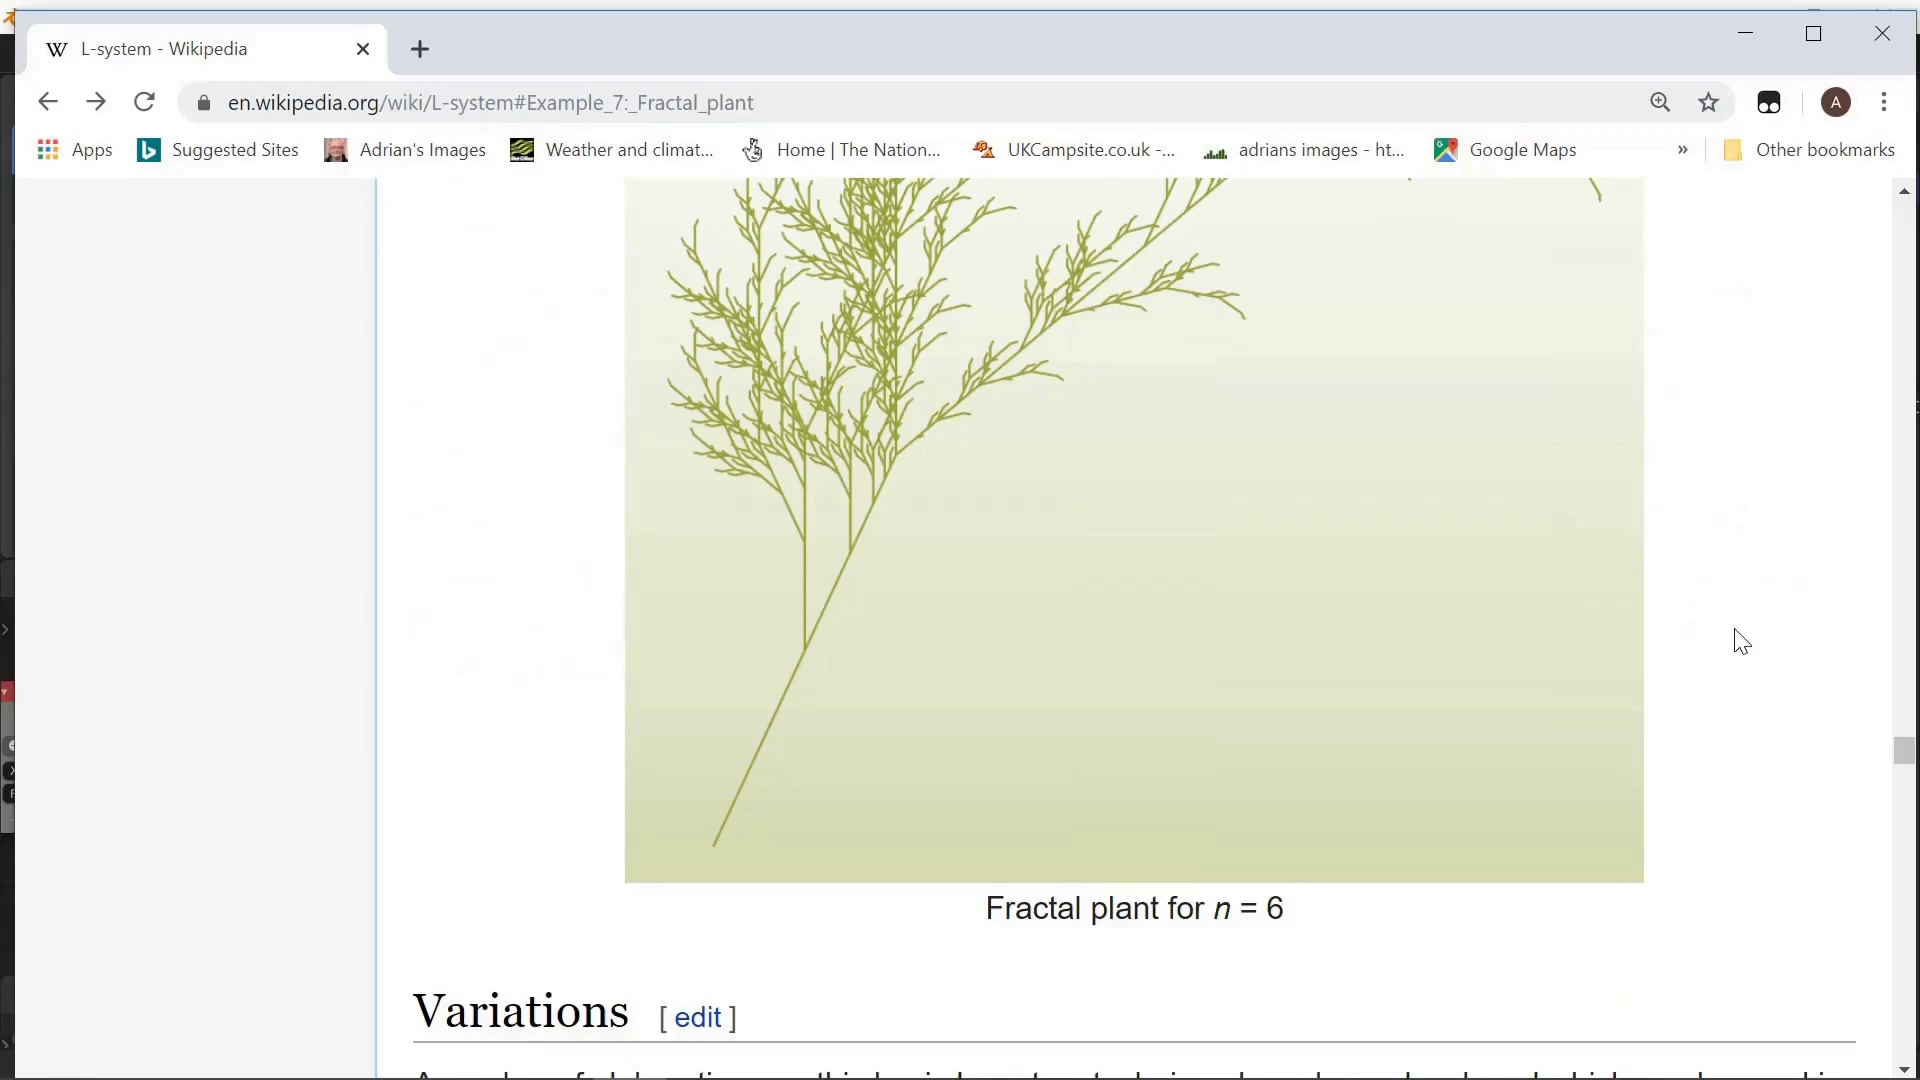 L-system - Wikipedia
en.wikipedia.org/wiki/L-system#Example_7:_Fractal_plant
A
Apps
Suggested Sites
Adrian's Images
Weather and climat...
Home | The Nation...
UKCampsite.co.uk -...
adrians images - ht...
Google Maps
»
Other bookmarks
Fractal plant for n = 6
Variations [ edit ]